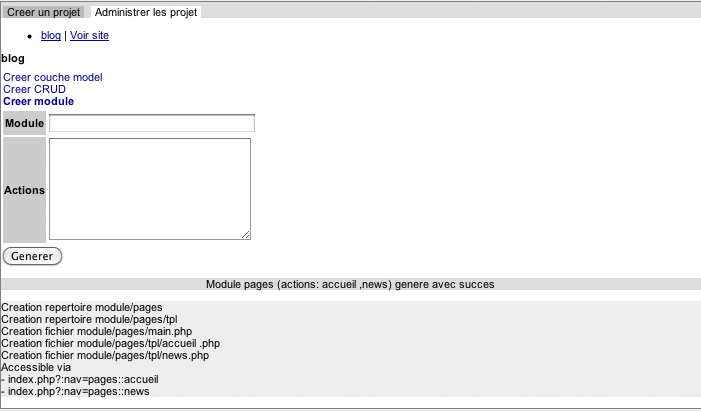 Creer un projet Administrer les projet
blog | Voir site
blog
Creer couche model
Creer CRUD
Creer module
Module
Actions
Generer
Module pages (actions: accueil ,news) genere avec succes
Creation repertoire module/pages
Creation repertoire module/pages/tpl
Creation fichier module/pages/main.php
Creation fichier module/pages/tpl/accueil .php
Creation fichier module/pages/tpl/news.php
Accessible via
- index.php?:nav=pages::accueil
- index.php?:nav=pages::news